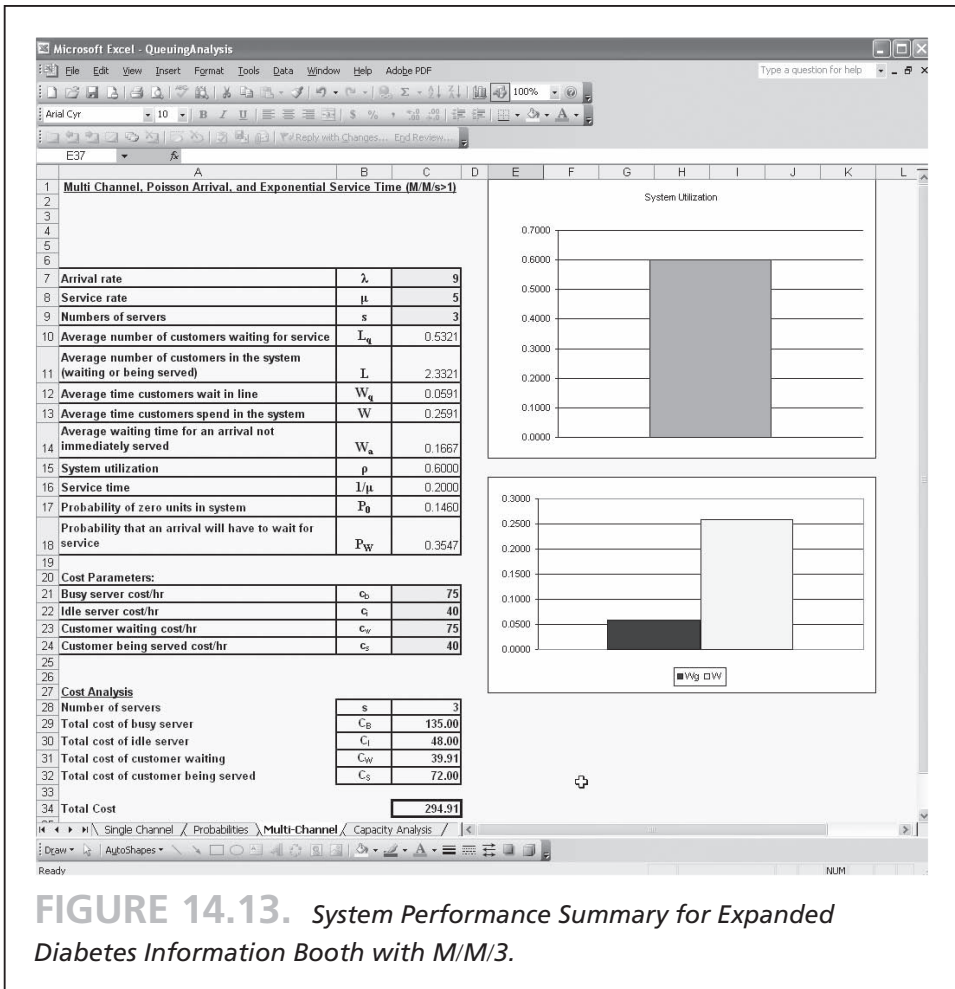 Microsoft Excel - QueuingAnalysis
File Edit View Insert Format Tools Data Window Help Adobe PDF
Type a question for help
100%
Arial Cyr 10 B I U $ % , A
Reply with Changes... End Review...
E37 fx
A B C D E F G H I J K L
1 Multi Channel, Poisson Arrival, and Exponential Service Time (M/M/s>1)
2
3
4
5
6
7 Arrival rate λ 9
8 Service rate μ 5
9 Numbers of servers s 3
10 Average number of customers waiting for service Lq 0.5321
Average number of customers in the system
11 (waiting or being served) L 2.3321
12 Average time customers wait in line Wq 0.0591
13 Average time customers spend in the system W 0.2591
Average waiting time for an arrival not
14 immediately served Wa 0.1667
15 System utilization ρ 0.6000
16 Service time 1/μ 0.2000
17 Probability of zero units in system P0 0.1460
Probability that an arrival will have to wait for
18 service PW 0.3547
19
20 Cost Parameters:
21 Busy server cost/hr cb 75
22 Idle server cost/hr ci 40
23 Customer waiting cost/hr cw 75
24 Customer being served cost/hr cs 40
25
26
27 Cost Analysis
28 Number of servers s 3
29 Total cost of busy server CB 135.00
30 Total cost of idle server CI 48.00
31 Total cost of customer waiting CW 39.91
32 Total cost of customer being served CS 72.00
33
34 Total Cost 294.91
System Utilization
0.7000
0.6000
0.5000
0.4000
0.3000
0.2000
0.1000
0.0000
0.3000
0.2500
0.2000
0.1500
0.1000
0.0500
0.0000
Wq W
Single Channel Probabilities Multi-Channel Capacity Analysis
Draw AutoShapes A
Ready NUM
FIGURE 14.13. System Performance Summary for Expanded
Diabetes Information Booth with M/M/3.